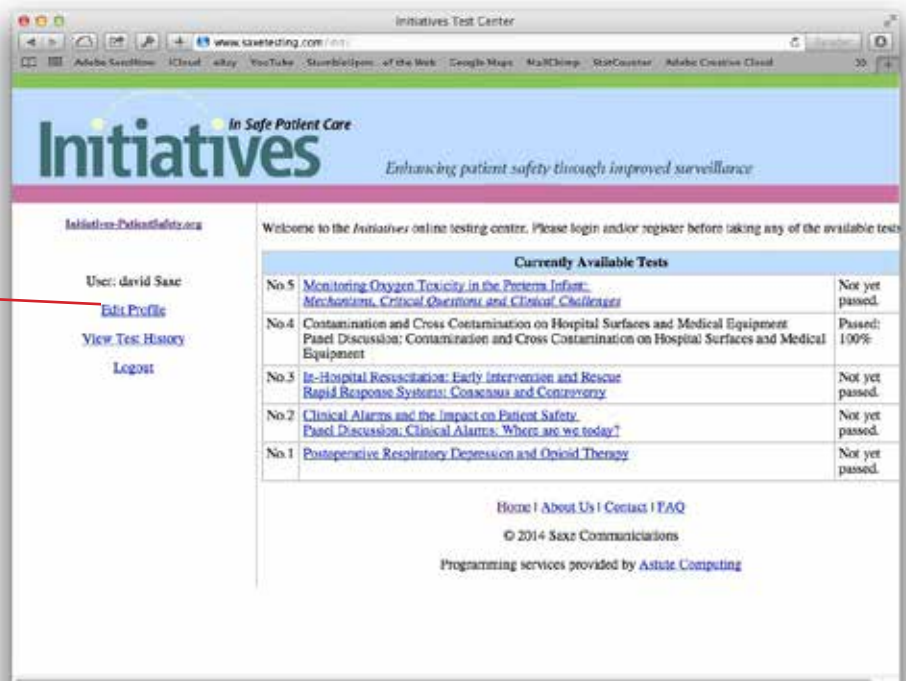 Initiatives Test Center
www.saxetesting.com/init/
Reader
Adobe SendNow iCloud eBay YouTube StumbleUpon of the Web Google Maps MailChimp StatCounter Adobe Creative Cloud
Initiatives
in Safe Patient Care
Enhancing patient safety through improved surveillance
Initiatives-PatientSafety.org
User: david Saxe
Edit Profile
View Test History
Logout
Welcome to the Initiatives online testing center. Please login and/or register before taking any of the available tests
Currently Available Tests
No.5 Monitoring Oxygen Toxicity in the Preterm Infant: Not yet
Mechanisms, Critical Questions and Clinical Challenges passed.
No.4 Contamination and Cross Contamination on Hospital Surfaces and Medical Equipment Passed:
Panel Discussion: Contamination and Cross Contamination on Hospital Surfaces and Medical 100%
Equipment
No.3 In-Hospital Resuscitation: Early Intervention and Rescue Not yet
Rapid Response Systems: Consensus and Controversy passed.
No.2 Clinical Alarms and the Impact on Patient Safety Not yet
Panel Discussion: Clinical Alarms: Where are we today? passed.
No.1 Postoperative Respiratory Depression and Opioid Therapy Not yet
passed.
Home | About Us | Contact | FAQ
© 2014 Saxe Communiciations
Programming services provided by Astute Computing